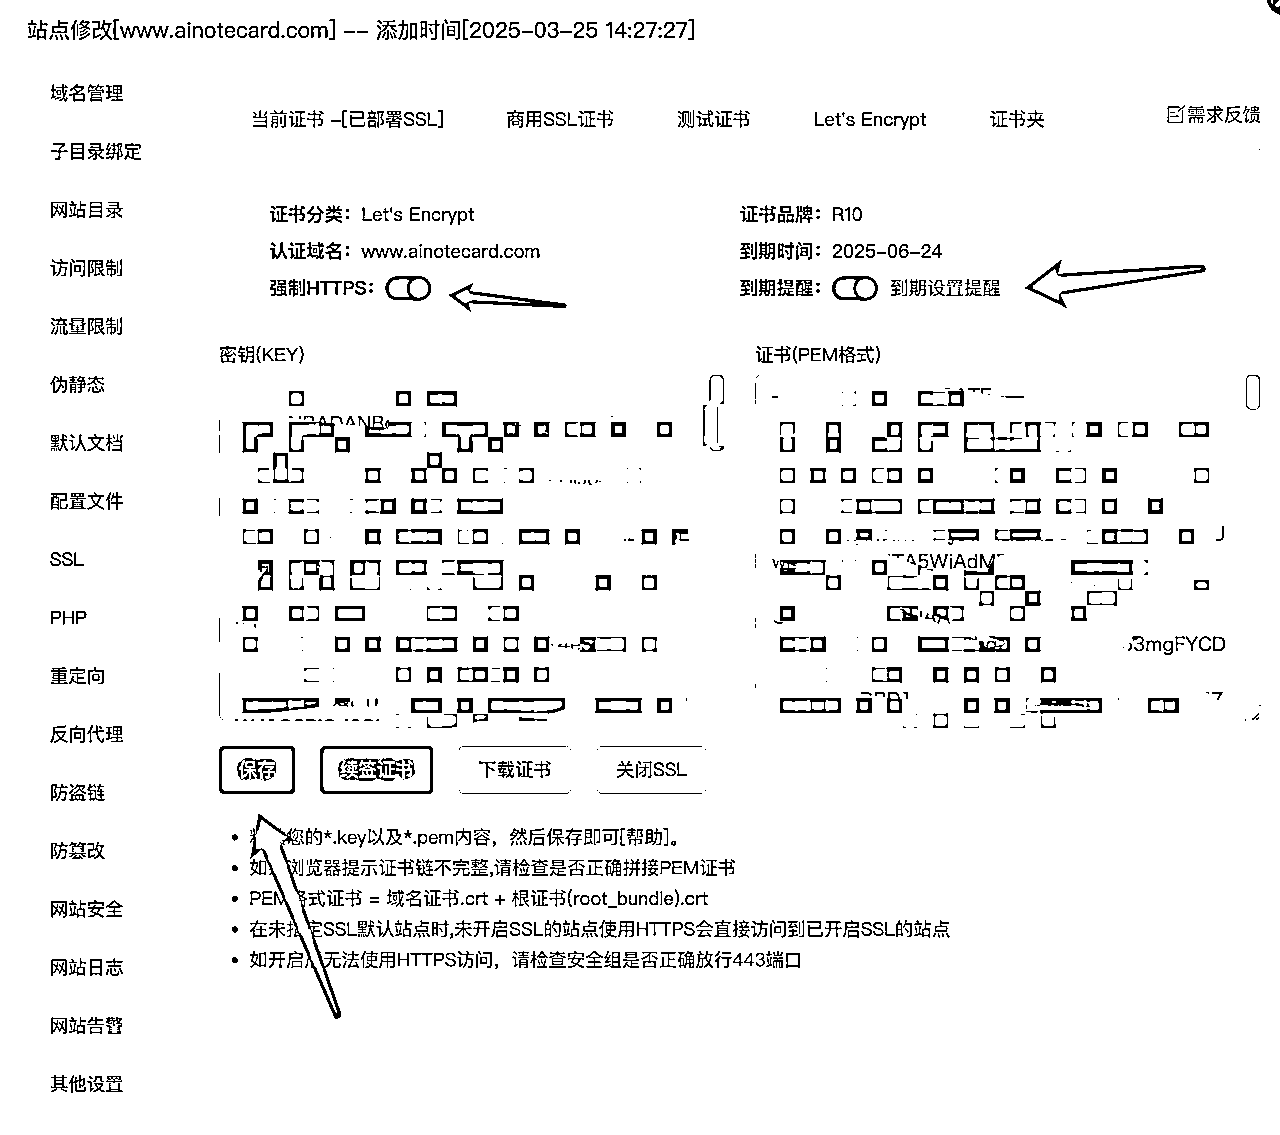 站点修改[www.ainotecard.com] -- 添加时间[2025-03-25 14:27:27]
域名管理
子目录绑定
网站目录
访问限制
流量限制
伪静态
默认文档
配置文件
SSL
PHP
重定向
反向代理
防盗链
防篡改
网站安全
网站日志
网站告警
其他设置
当前证书 -[已部署SSL] 商用SSL证书 测试证书 Let's Encrypt 证书夹 需求反馈
证书分类： Let's Encrypt 证书品牌： R10
认证域名： www.ainotecard.com 到期时间： 2025-06-24
强制HTTPS： 到期提醒： 到期设置提醒
密钥(KEY) 证书(PEM格式)
保存 续签证书 下载证书 关闭SSL
您的*.key以及*.pem内容，然后保存即可[帮助]。
如 浏览器提示证书链不完整,请检查是否正确拼接PEM证书
PEM格式证书 = 域名证书.crt + 根证书(root_bundle).crt
在未指定SSL默认站点时,未开启SSL的站点使用HTTPS会直接访问到已开启SSL的站点
如开启后无法使用HTTPS访问，请检查安全组是否正确放行443端口